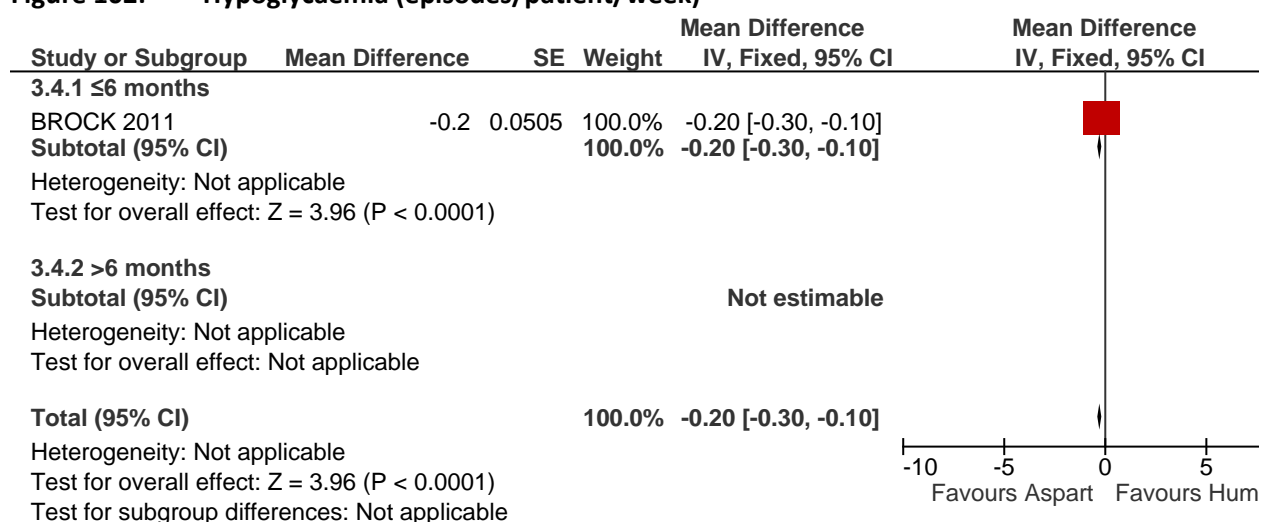 Mean Difference Mean Difference
Study or Subgroup Mean Difference SE Weight IV, Fixed, 95% CI IV, Fixed, 95% CI
3.4.1 ≤6 months
BROCK 2011 -0.2 0.0505 100.0% -0.20 [-0.30, -0.10]
Subtotal (95% CI) 100.0% -0.20 [-0.30, -0.10]
Heterogeneity: Not applicable
Test for overall effect: Z = 3.96 (P < 0.0001)
3.4.2 >6 months
Subtotal (95% CI) Not estimable
Heterogeneity: Not applicable
Test for overall effect: Not applicable
Total (95% CI) 100.0% -0.20 [-0.30, -0.10]
Heterogeneity: Not applicable
Test for overall effect: Z = 3.96 (P < 0.0001)
Test for subgroup differences: Not applicable
-10 -5 0 5
Favours Aspart Favours Hum